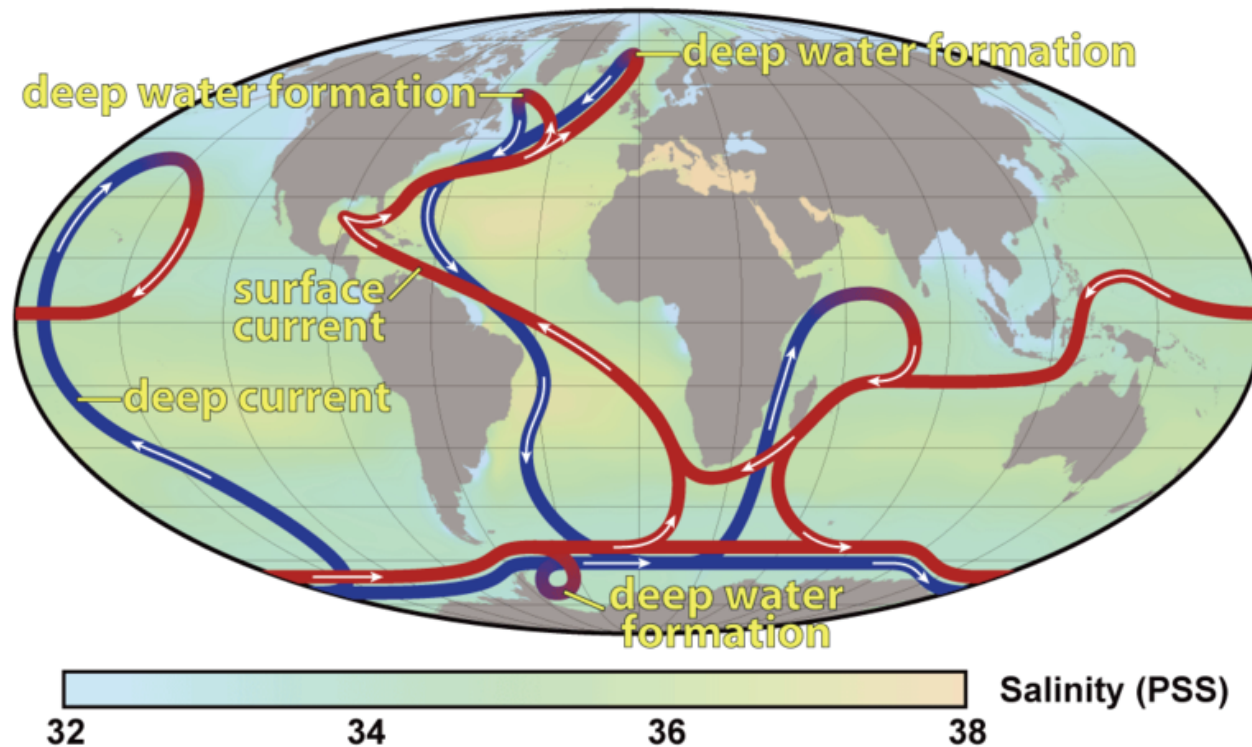 deep water formation
deep water formation
surface
current
deep current
deep water
formation
32
34
36
38
Salinity (PSS)